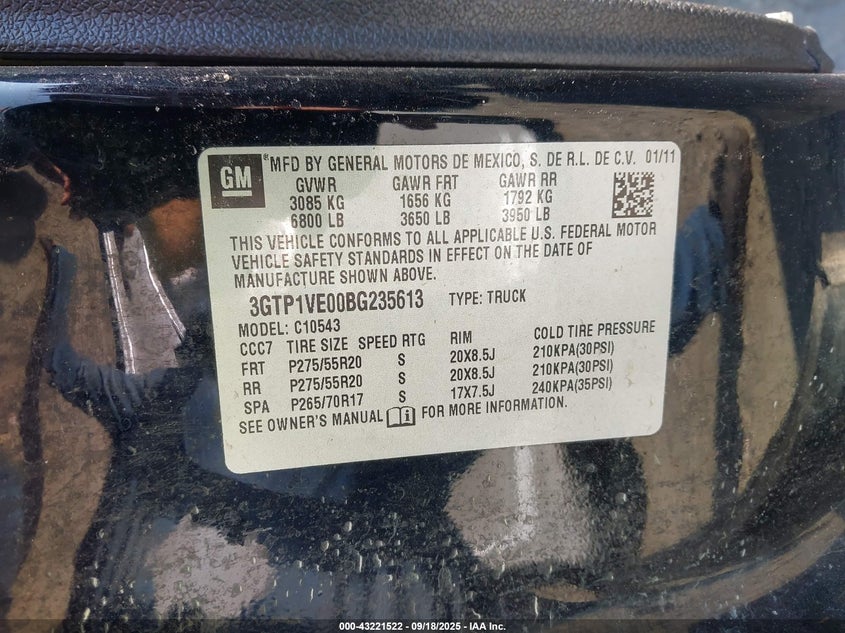 GM
® MFD BY GENERAL MOTORS DE MEXICO, S. DE R.L. DE C.V. 01/11
GVWR GAWR FRT GAWR RR
3085 KG 1656 KG 1792 KG
6800 LB 3650 LB 3950 LB
THIS VEHICLE CONFORMS TO ALL APPLICABLE U.S. FEDERAL MOTOR
VEHICLE SAFETY STANDARDS IN EFFECT ON THE DATE OF
MANUFACTURE SHOWN ABOVE.
3GTP1VE00BG235613 TYPE: TRUCK
MODEL: C10543
CCC7 TIRE SIZE SPEED RTG RIM COLD TIRE PRESSURE
FRT P275/55R20 S 20X8.5J 210KPA(30PSI)
RR P275/55R20 S 20X8.5J 210KPA(30PSI)
SPA P265/70R17 S 17X7.5J 240KPA(35PSI)
SEE OWNER'S MANUAL FOR MORE INFORMATION.
000-43221522 - 09/18/2025 - IAA Inc.